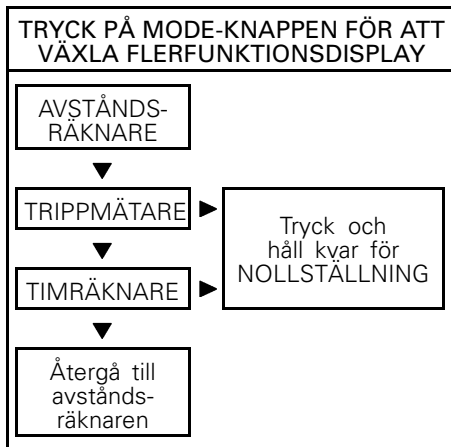 TRYCK PÅ MODE-KNAPPEN FÖR ATT
VÄXLA FLERFUNKTIONSDISPLAY
AVSTÅNDS-
RÄKNARE
TRIPPMÄTARE
TIMRÄKNARE
Tryck och
håll kvar för
NOLLSTÄLLNING
Återgå till
avstånds-
räknaren